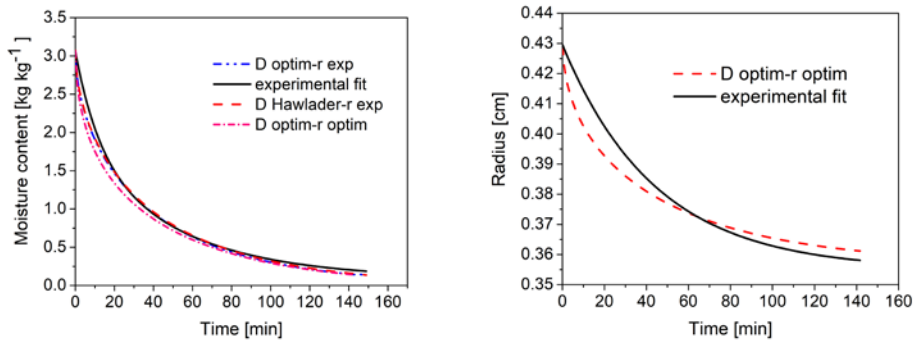 3.5
3.0
2.5
2.0
1.5
1.0
0.5
0.0
Moisture content [kg kg⁻¹]
D optim-r exp
experimental fit
D Hawlader-r exp
D optim-r optim
0 20 40 60 80 100 120 140 160
Time [min]
0.44
0.43
0.42
0.41
0.40
0.39
0.38
0.37
0.36
0.35
Radius [cm]
D optim-r optim
experimental fit
0 20 40 60 80 100 120 140 160
Time [min]